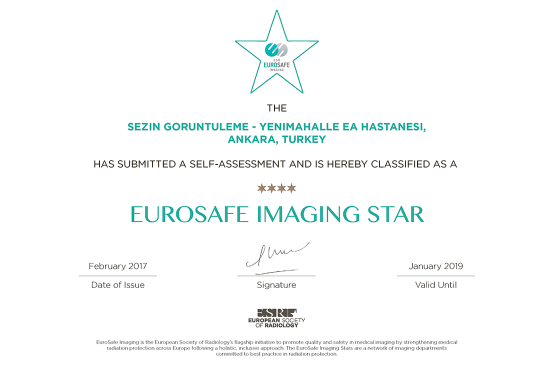 ESR
EUROSAFE
IMAGING
THE
SEZIN GORUNTULEME - YENIMAHALLE EA HASTANESI,
ANKARA, TURKEY
HAS SUBMITTED A SELF-ASSESSMENT AND IS HEREBY CLASSIFIED AS A
EUROSAFE IMAGING STAR
February 2017
January 2019
Date of Issue
Signature
Valid Until
EUROPEAN SOCIETY
OF RADIOLOGY
EuroSafe Imaging is the European Society of Radiology's flagship initiative to promote quality and safety in medical imaging by strengthening medical
radiation protection across Europe following a holistic, inclusive approach. The EuroSafe Imaging Stars are a network of imaging departments
committed to best practice in radiation protection.